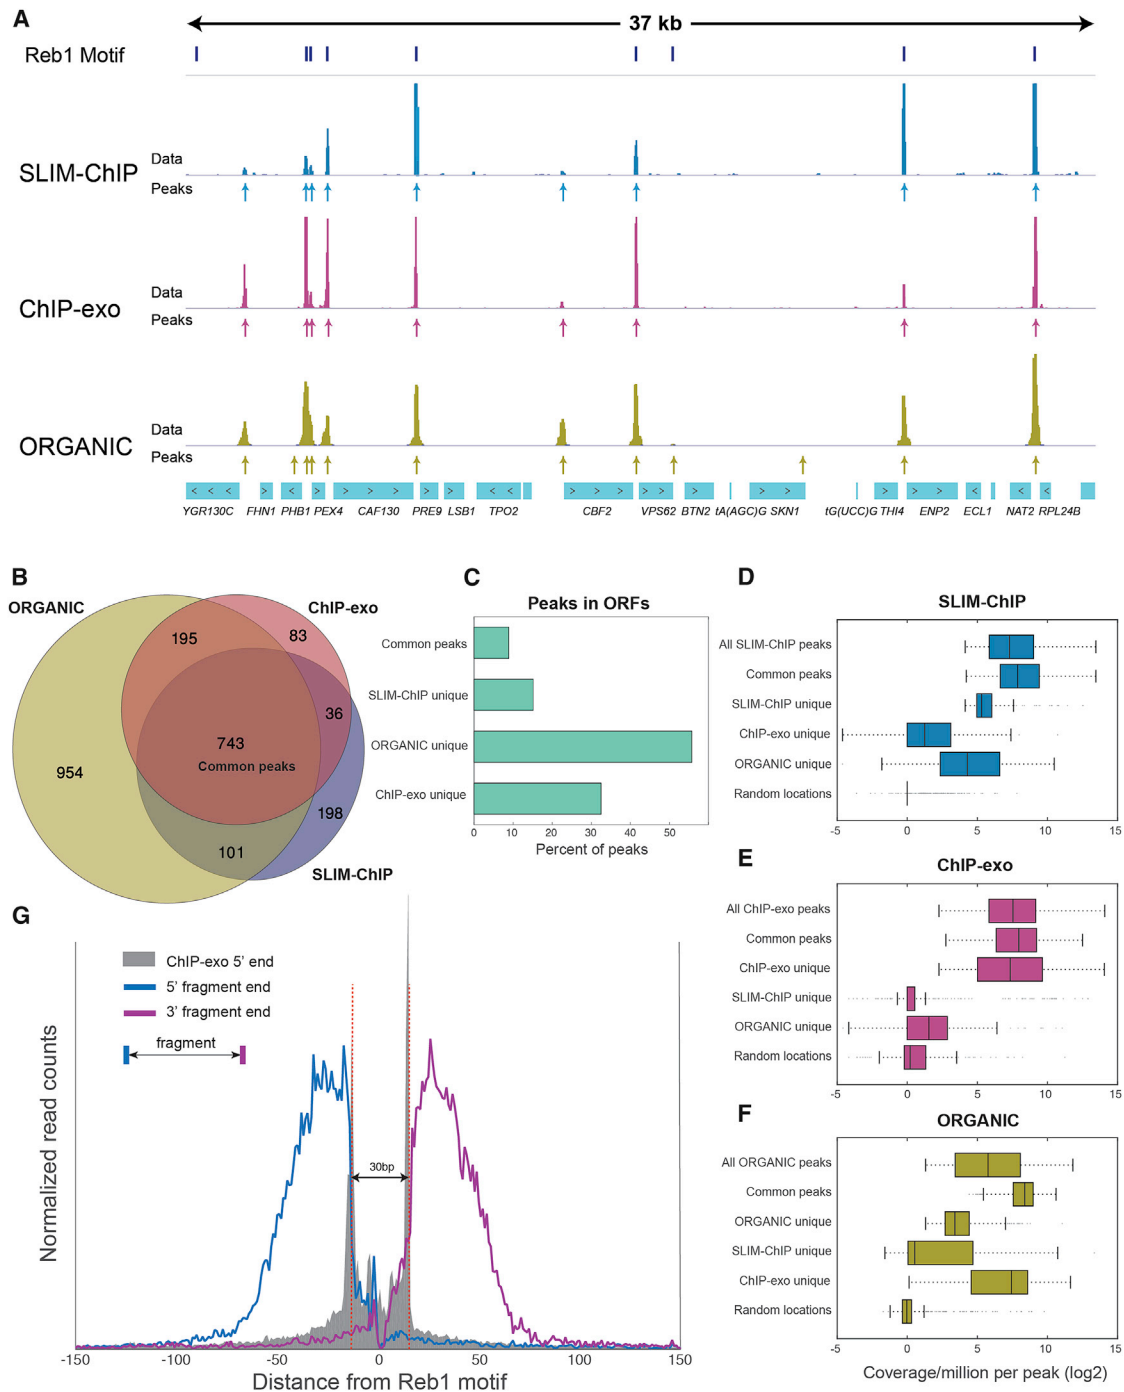 A
37 kb
Reb1 Motif
SLIM-ChIP
Data
Peaks
ChIP-exo
Data
Peaks
ORGANIC
Data
Peaks
YGR130C FHN1 PHB1 PEX4 CAF130 PRE9 LSB1 TPO2 CBF2 VPS62 BTN2 tA(AGC)G SKN1 tG(UCC)G THI4 ENP2 ECL1 NAT2 RPL24B
B
ORGANIC
ChIP-exo
195
83
36
743
Common peaks
954
198
101
SLIM-ChIP
C
Peaks in ORFs
Common peaks
SLIM-ChIP unique
ORGANIC unique
ChIP-exo unique
0 10 20 30 40 50
Percent of peaks
D
SLIM-ChIP
All SLIM-ChIP peaks
Common peaks
SLIM-ChIP unique
ChIP-exo unique
ORGANIC unique
Random locations
-5 0 5 10 15
E
ChIP-exo
All ChIP-exo peaks
Common peaks
ChIP-exo unique
SLIM-ChIP unique
ORGANIC unique
Random locations
-5 0 5 10 15
F
ORGANIC
All ORGANIC peaks
Common peaks
ORGANIC unique
SLIM-ChIP unique
ChIP-exo unique
Random locations
-5 0 5 10 15
Coverage/million per peak (log2)
G
ChIP-exo 5' end
5' fragment end
3' fragment end
fragment
30bp
Normalized read counts
-150 -100 -50 0 50 100 150
Distance from Reb1 motif